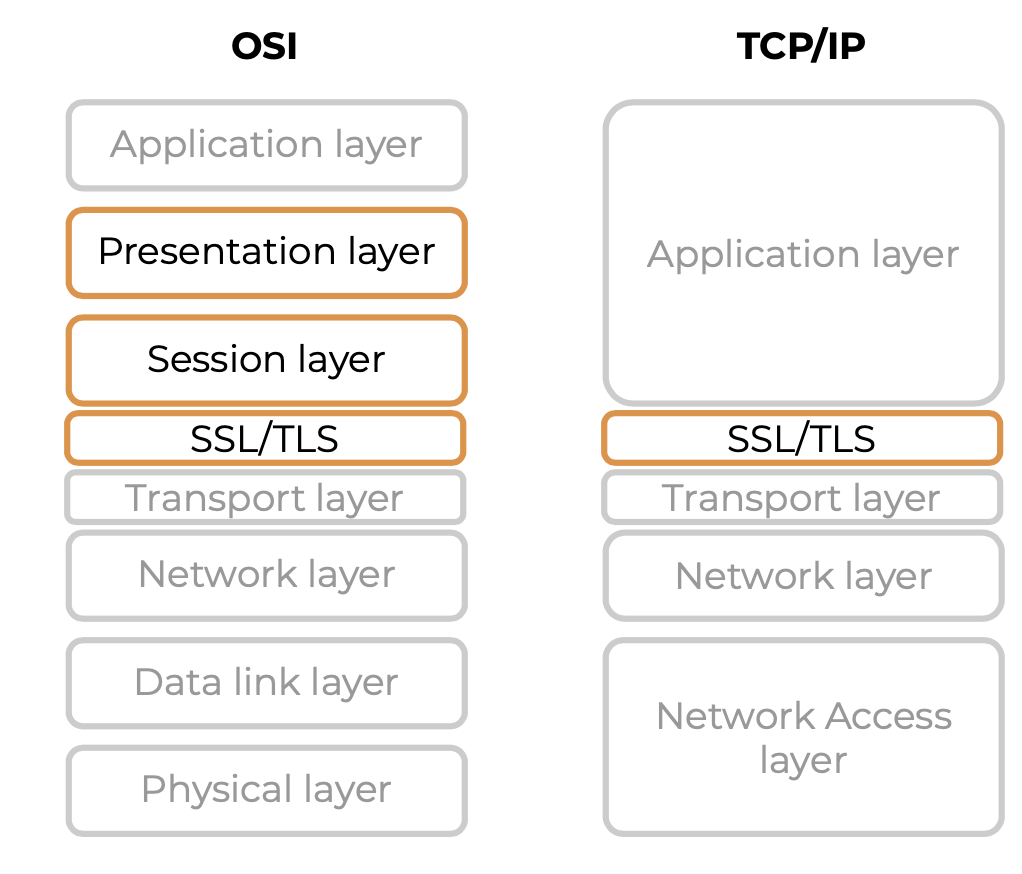 OSI
Application layer
Presentation layer
Session layer
SSL/TLS
Transport layer
Network layer
Data link layer
Physical layer
TCP/IP
Application layer
SSL/TLS
Transport layer
Network layer
Network Access
layer